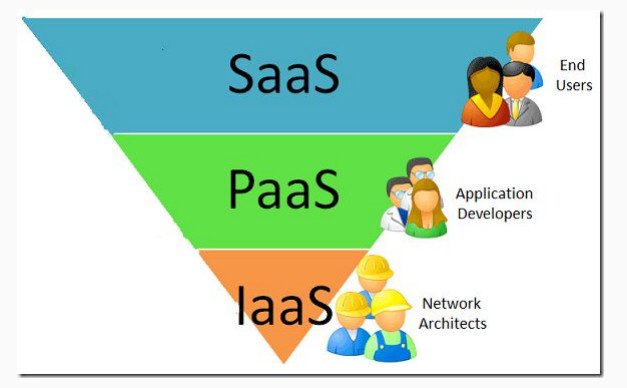 SaaS
End
Users
PaaS
Application
Developers
IaaS
Network
Architects